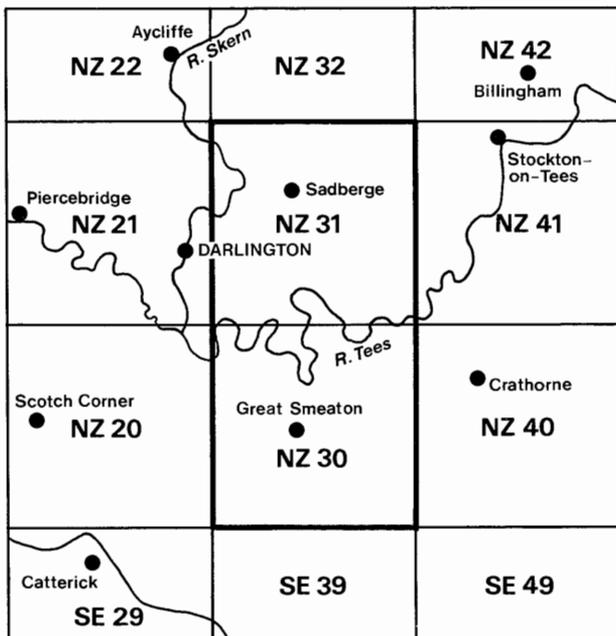 Aycliffe
R. Skern
NZ 22
NZ 32
NZ 42
Billingham
Stockton-
on-Tees
Piercebridge
Sadberge
NZ 21
NZ 31
NZ 41
DARLINGTON
R. Tees
Crathorne
Scotch Corner
Great Smeaton
NZ 20
NZ 40
NZ 30
Catterick
SE 39
SE 49
SE 29